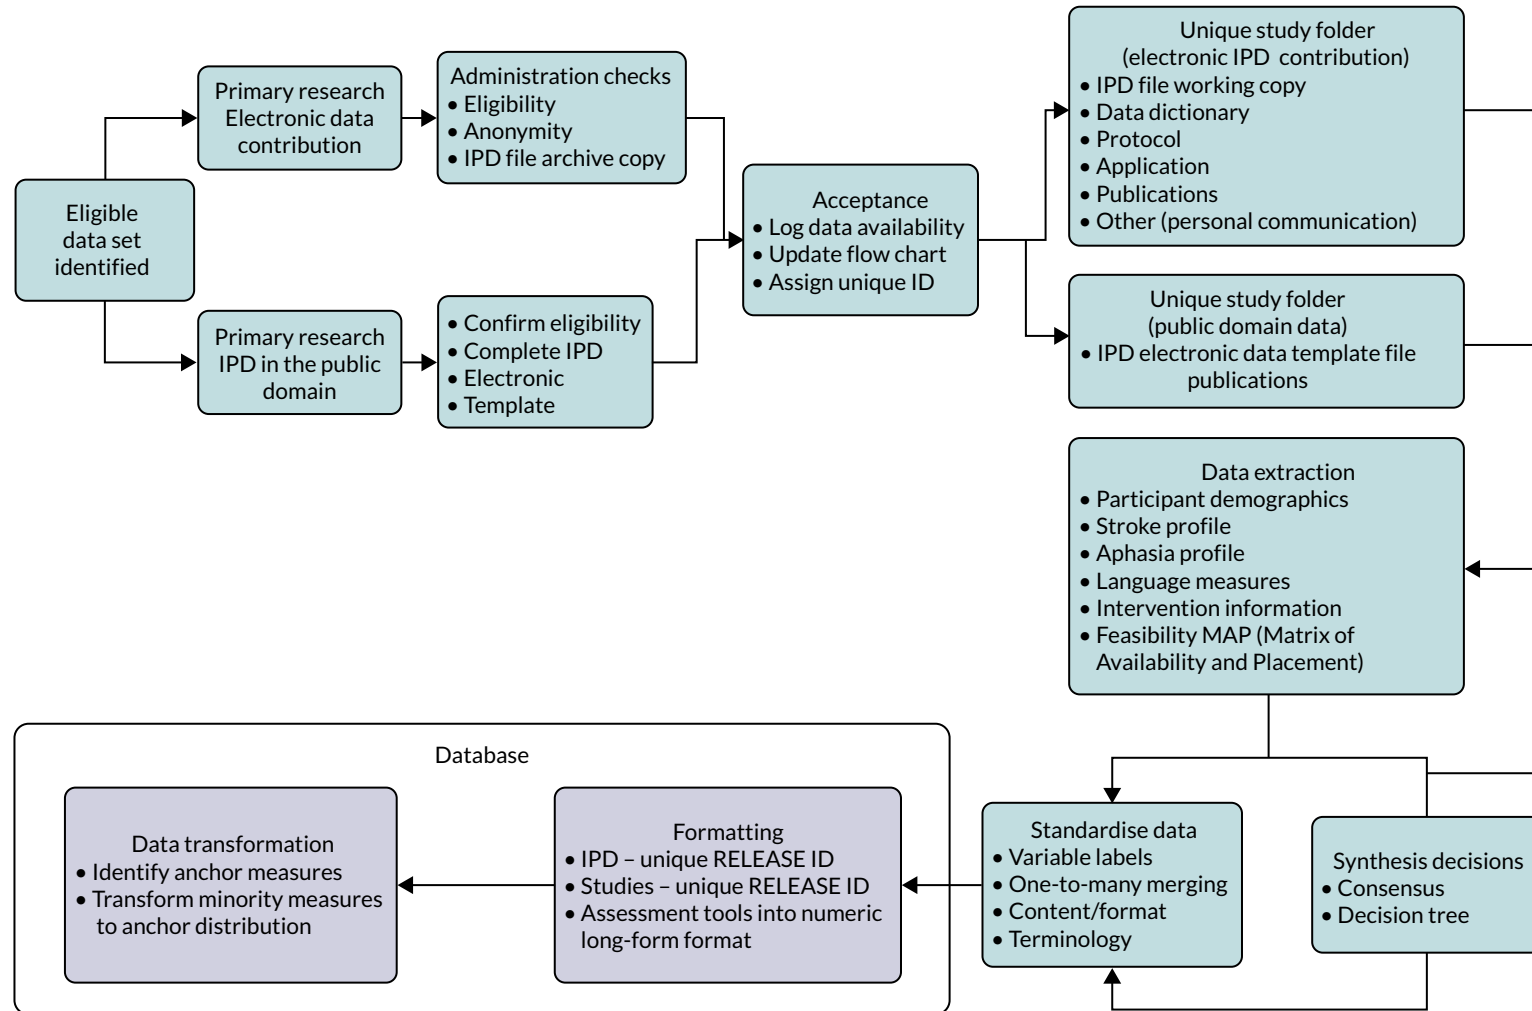 Eligible
data set
identified
Primary research
Electronic data
contribution
Administration checks
• Eligibility
• Anonymity
• IPD file archive copy
Primary research
IPD in the public
domain
• Confirm eligibility
• Complete IPD
• Electronic
• Template
Acceptance
• Log data availability
• Update flow chart
• Assign unique ID
Unique study folder
(electronic IPD contribution)
• IPD file working copy
• Data dictionary
• Protocol
• Application
• Publications
• Other (personal communication)
Unique study folder
(public domain data)
• IPD electronic data template file
publications
Data extraction
• Participant demographics
• Stroke profile
• Aphasia profile
• Language measures
• Intervention information
• Feasibility MAP (Matrix of
Availability and Placement)
Synthesis decisions
• Consensus
• Decision tree
Standardise data
• Variable labels
• One-to-many merging
• Content/format
• Terminology
Database
Formatting
• IPD – unique RELEASE ID
• Studies – unique RELEASE ID
• Assessment tools into numeric
long-form format
Data transformation
• Identify anchor measures
• Transform minority measures
to anchor distribution